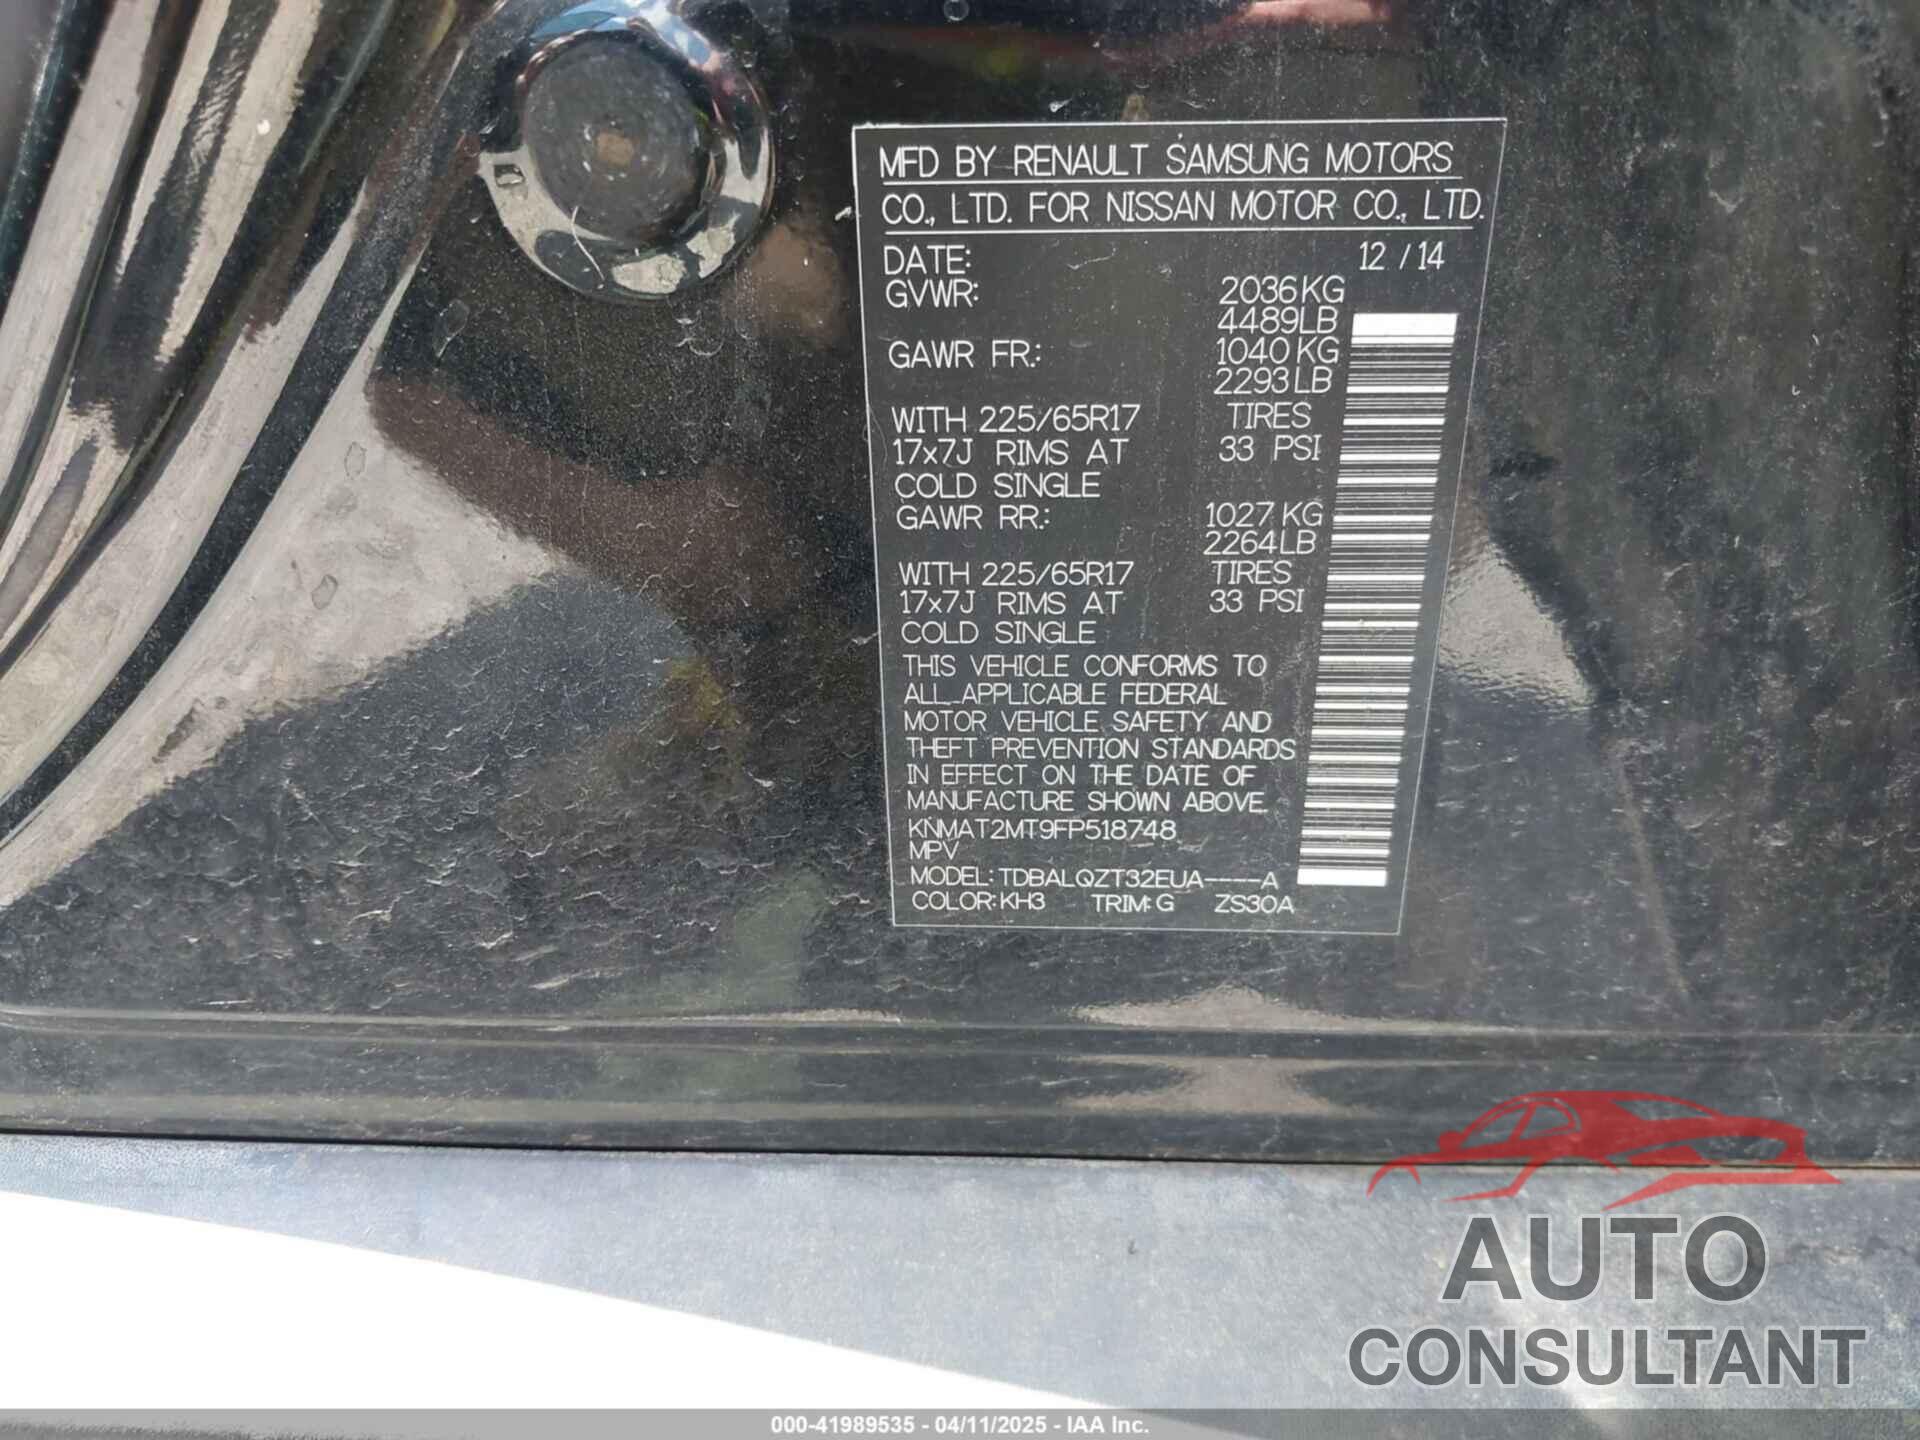 MFD BY RENAULT SAMSUNG MOTORS
CO., LTD. FOR NISSAN MOTOR CO., LTD.
DATE: 12 / 14
GVWR: 2036KG
4489LB
GAWR FR.: 1040KG
2293LB
WITH 225/65R17 TIRES
17x7J RIMS AT 33 PSI
COLD SINGLE
GAWR RR.: 1027 KG
2264LB
WITH 225/65R17 TIRES
17x7J RIMS AT 33 PSI
COLD SINGLE
THIS VEHICLE CONFORMS TO
ALL APPLICABLE FEDERAL
MOTOR VEHICLE SAFETY AND
THEFT PREVENTION STANDARDS
IN EFFECT ON THE DATE OF
MANUFACTURE SHOWN ABOVE.
KNMAT2MT9FP518748
MPV
MODEL: TDBALQZT32EUA----A
COLOR: KH3 TRIM: G ZS30A
AUTO
CONSULTANT
000-41989535 - 04/11/2025 - IAA Inc.